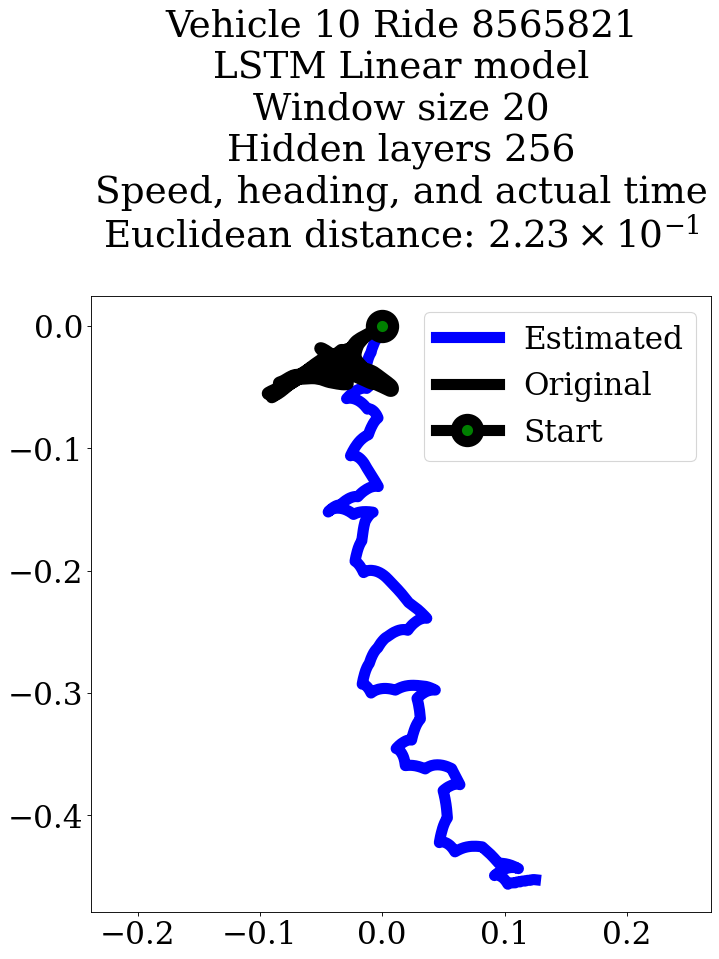 Vehicle 10 Ride 8565821
LSTM Linear model
Window size 20
Hidden layers 256
Speed, heading, and actual time
Euclidean distance: 2.23 × 10⁻¹
Estimated
Original
Start
0.0
−0.1
−0.2
−0.3
−0.4
−0.2
−0.1
0.0
0.1
0.2